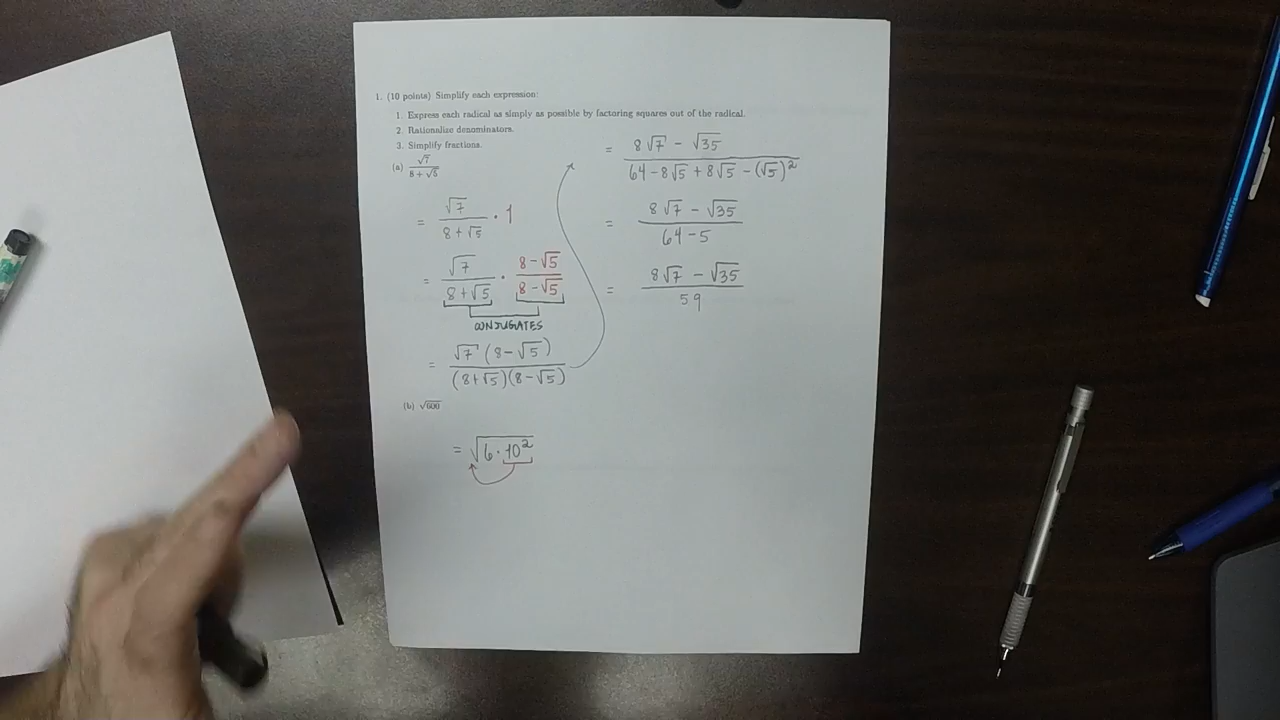 1. (10 points) Simplify each expression:
1. Express each radical as simply as possible by factoring squares out of the radical.
2. Rationalize denominators.
3. Simplify fractions.
(a) √7 / (8 + √5)
= √7 / (8 + √5) · 1
= √7 / (8 + √5) · (8 − √5) / (8 − √5)
CONJUGATES
= √7 (8 − √5) / (8 + √5)(8 − √5)
= (8√7 − √35) / (64 − 8√5 + 8√5 − (√5)²)
= (8√7 − √35) / (64 − 5)
= (8√7 − √35) / 59
(b) √600
= √(6 · 10²)